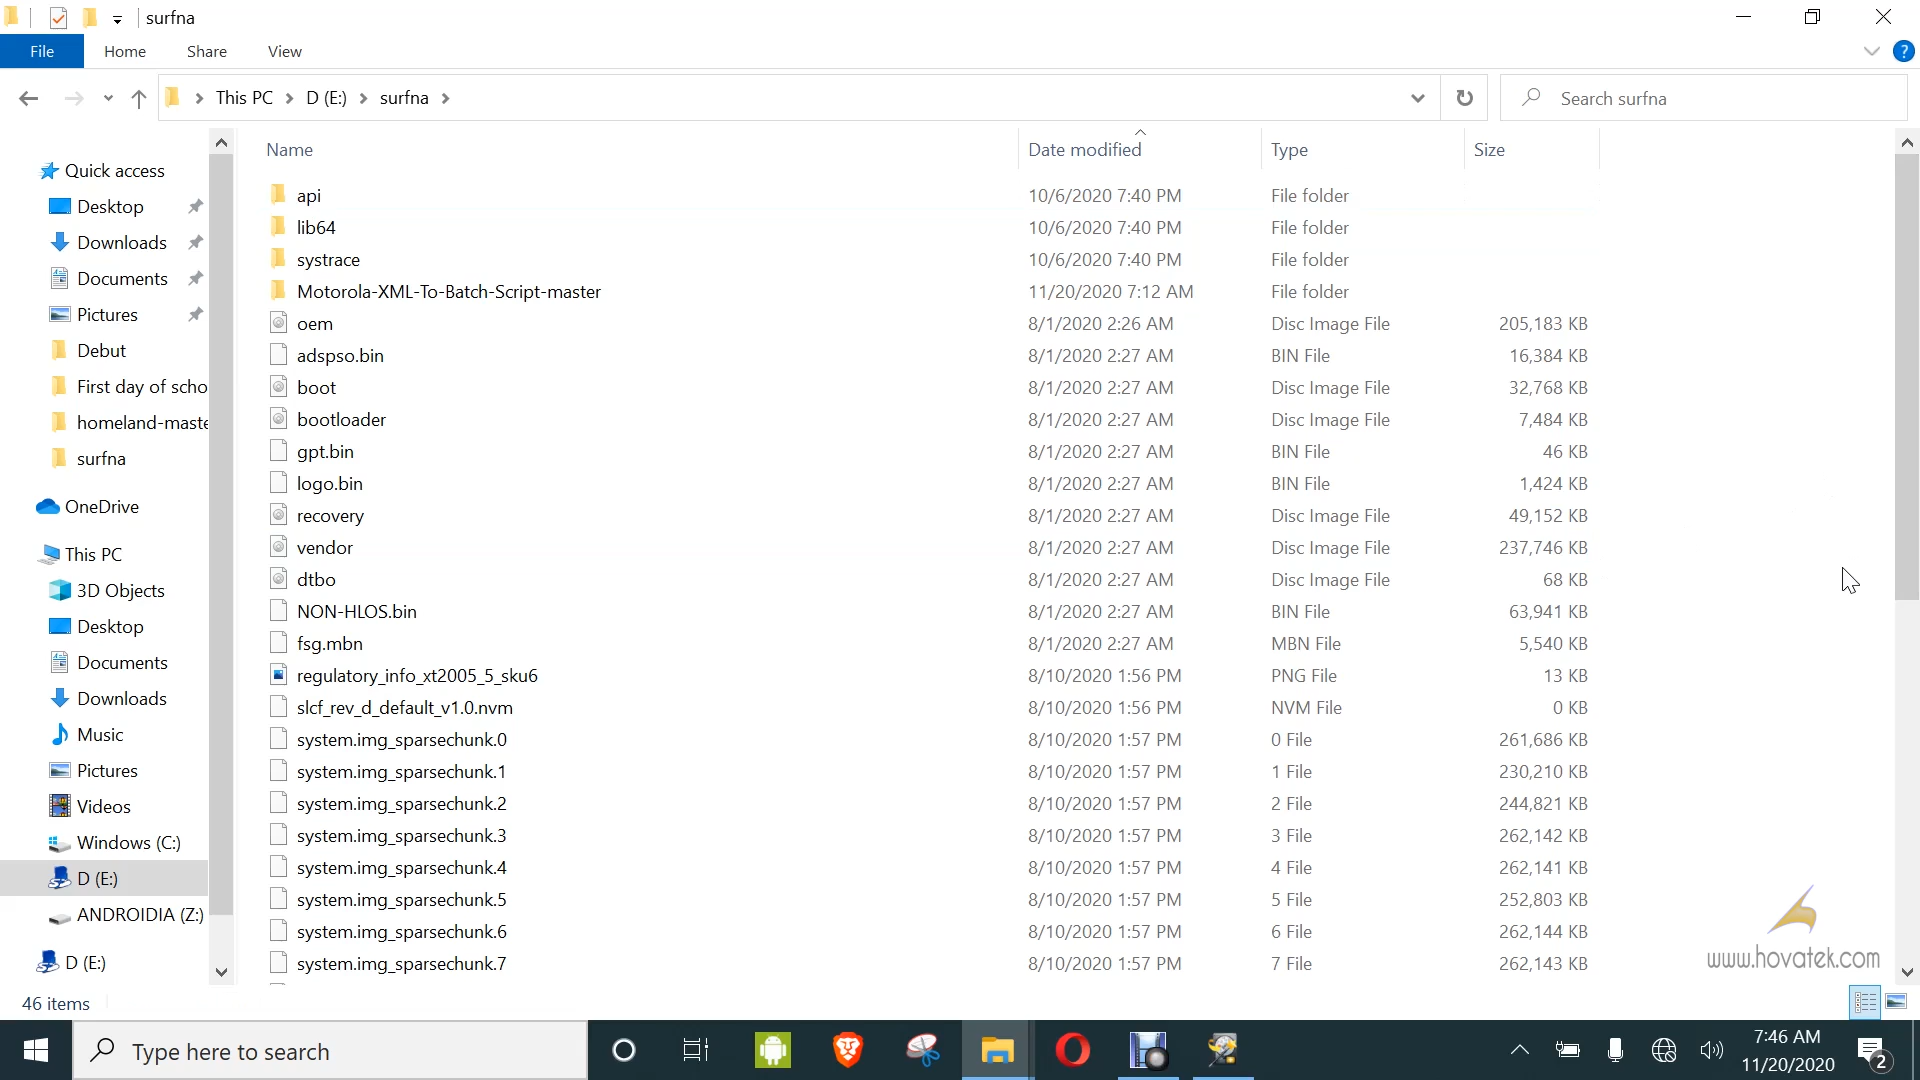 surfna
File Home Share View ?
This PC D (E:) surfna Search surfna
Name Date modified Type Size
Quick access
Desktop
Downloads
Documents
Pictures
Debut
First day of scho
homeland-maste
surfna
OneDrive
This PC
3D Objects
Desktop
Documents
Downloads
Music
Pictures
Videos
Windows (C:)
D (E:)
ANDROIDIA (Z:)
D (E:)
api 10/6/2020 7:40 PM File folder
lib64 10/6/2020 7:40 PM File folder
systrace 10/6/2020 7:40 PM File folder
Motorola-XML-To-Batch-Script-master 11/20/2020 7:12 AM File folder
oem 8/1/2020 2:26 AM Disc Image File 205,183 KB
adspso.bin 8/1/2020 2:27 AM BIN File 16,384 KB
boot 8/1/2020 2:27 AM Disc Image File 32,768 KB
bootloader 8/1/2020 2:27 AM Disc Image File 7,484 KB
gpt.bin 8/1/2020 2:27 AM BIN File 46 KB
logo.bin 8/1/2020 2:27 AM BIN File 1,424 KB
recovery 8/1/2020 2:27 AM Disc Image File 49,152 KB
vendor 8/1/2020 2:27 AM Disc Image File 237,746 KB
dtbo 8/1/2020 2:27 AM Disc Image File 68 KB
NON-HLOS.bin 8/1/2020 2:27 AM BIN File 63,941 KB
fsg.mbn 8/1/2020 2:27 AM MBN File 5,540 KB
regulatory_info_xt2005_5_sku6 8/10/2020 1:56 PM PNG File 13 KB
slcf_rev_d_default_v1.0.nvm 8/10/2020 1:56 PM NVM File 0 KB
system.img_sparsechunk.0 8/10/2020 1:57 PM 0 File 261,686 KB
system.img_sparsechunk.1 8/10/2020 1:57 PM 1 File 230,210 KB
system.img_sparsechunk.2 8/10/2020 1:57 PM 2 File 244,821 KB
system.img_sparsechunk.3 8/10/2020 1:57 PM 3 File 262,142 KB
system.img_sparsechunk.4 8/10/2020 1:57 PM 4 File 262,141 KB
system.img_sparsechunk.5 8/10/2020 1:57 PM 5 File 252,803 KB
system.img_sparsechunk.6 8/10/2020 1:57 PM 6 File 262,144 KB
system.img_sparsechunk.7 8/10/2020 1:57 PM 7 File 262,143 KB
www.hovatek.com
46 items
Type here to search
7:46 AM
11/20/2020
2